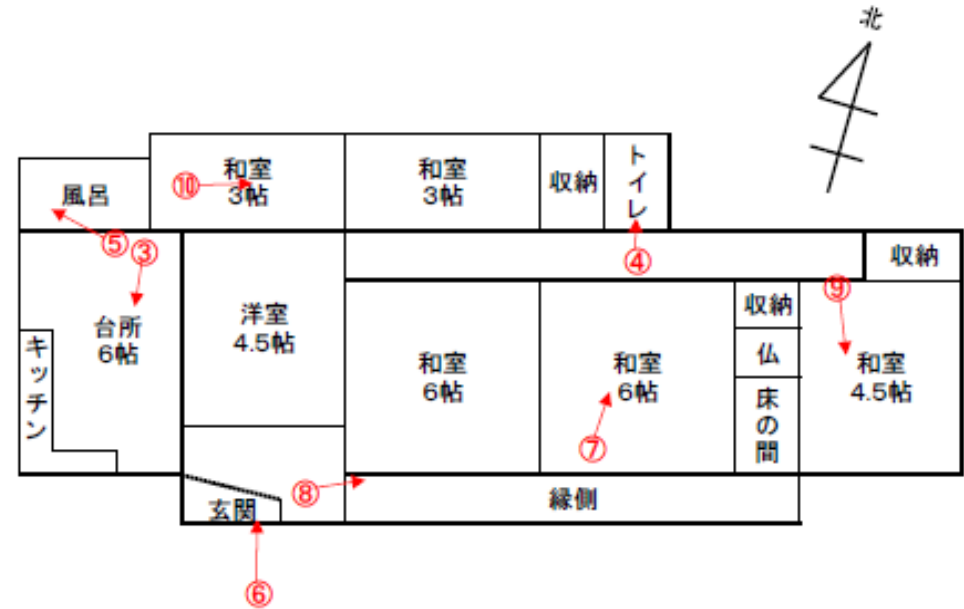 北
風呂
⑩
和室
3帖
和室
3帖
収納
トイレ
⑤
③
④
収納
台所
6帖
キッチン
洋室
4.5帖
和室
6帖
和室
6帖
⑦
収納
仏
床の間
⑨
和室
4.5帖
⑧
玄関
縁側
⑥